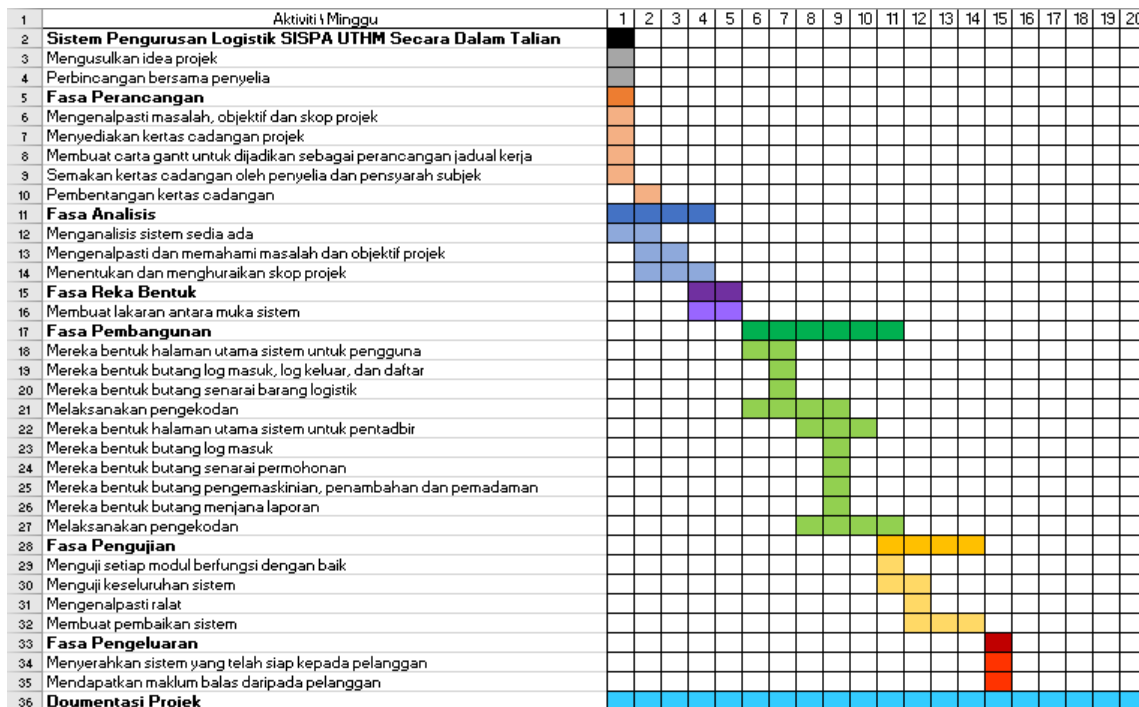 1 Aktiviti \ Minggu 1 2 3 4 5 6 7 8 9 10 11 12 13 14 15 16 17 18 19 20
2 Sistem Pengurusan Logistik SISPA UTHM Secara Dalam Talian
3 Mengusulkan idea projek
4 Perbincangan bersama penyelia
5 Fasa Perancangan
6 Mengenalpasti masalah, objektif dan skop projek
7 Menyediakan kertas cadangan projek
8 Membuat carta gantt untuk dijadikan sebagai perancangan jadual kerja
9 Semakan kertas cadangan oleh penyelia dan pensyarah subjek
10 Pembentangan kertas cadangan
11 Fasa Analisis
12 Menganalisis sistem sedia ada
13 Mengenalpasti dan memahami masalah dan objektif projek
14 Menentukan dan menghuraikan skop projek
15 Fasa Reka Bentuk
16 Membuat lakaran antara muka sistem
17 Fasa Pembangunan
18 Mereka bentuk halaman utama sistem untuk pengguna
19 Mereka bentuk butang log masuk, log keluar, dan daftar
20 Mereka bentuk butang senarai barang logistik
21 Melaksanakan pengekodan
22 Mereka bentuk halaman utama sistem untuk pentadbir
23 Mereka bentuk butang log masuk
24 Mereka bentuk butang senarai permohonan
25 Mereka bentuk butang pengemaskinian, penambahan dan pemadaman
26 Mereka bentuk butang menjana laporan
27 Melaksanakan pengekodan
28 Fasa Pengujian
29 Menguji setiap modul berfungsi dengan baik
30 Menguji keseluruhan sistem
31 Mengenalpasti ralat
32 Membuat pembaikan sistem
33 Fasa Pengeluaran
34 Menyerahkan sistem yang telah siap kepada pelanggan
35 Mendapatkan maklum balas daripada pelanggan
36 Doumentasi Projek